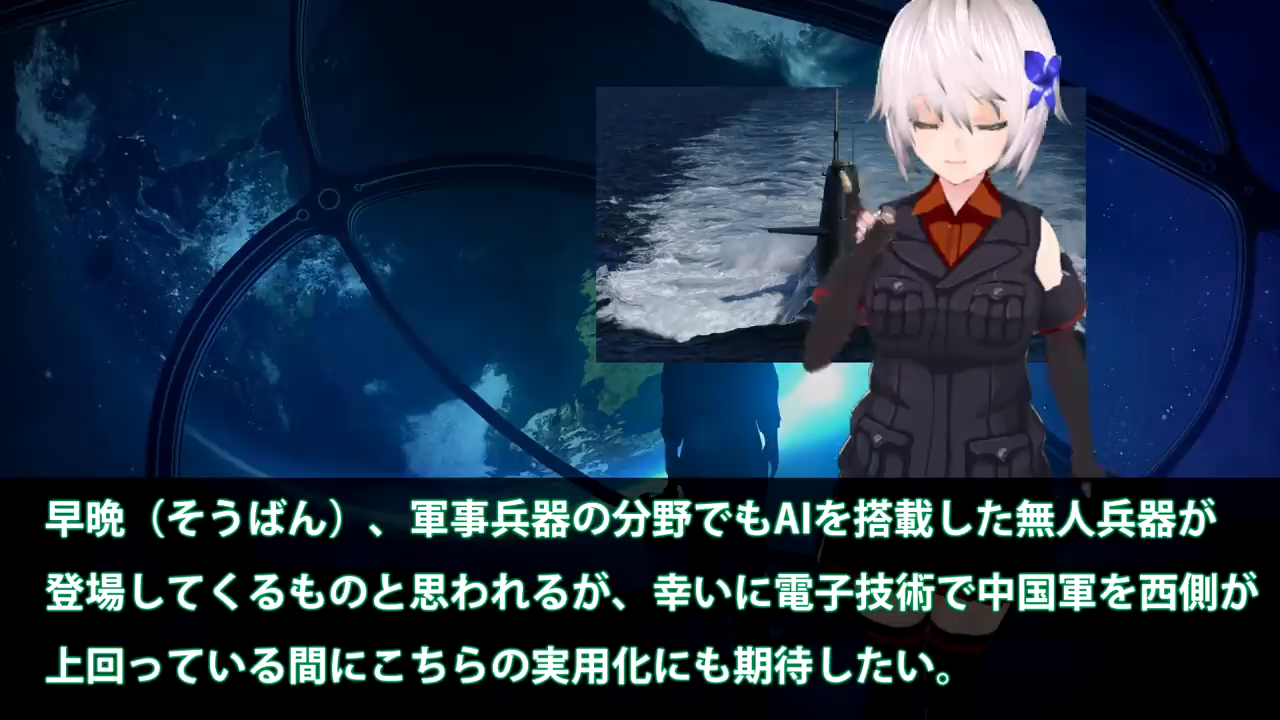 早晩（そうばん）、軍事兵器の分野でもAIを搭載した無人兵器が
登場してくるものと思われるが、幸いに電子技術で中国軍を西側が
上回っている間にこちらの実用化にも期待したい。